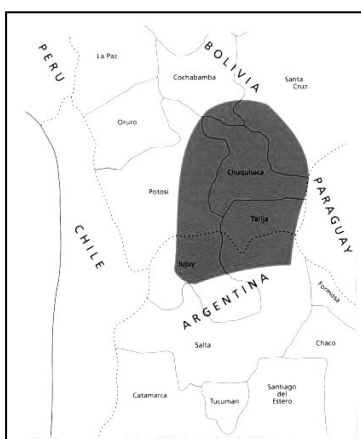 PERU
La Paz
BOLIVIA
Cochabamba
Santa
Cruz
Oruro
Potosi
Chuquisaca
PARAGUAY
Tarija
CHILE
Jujuy
ARGENTINA
Formosa
Salta
Chaco
Catamarca
Tucuman
Santiago
del
Estero